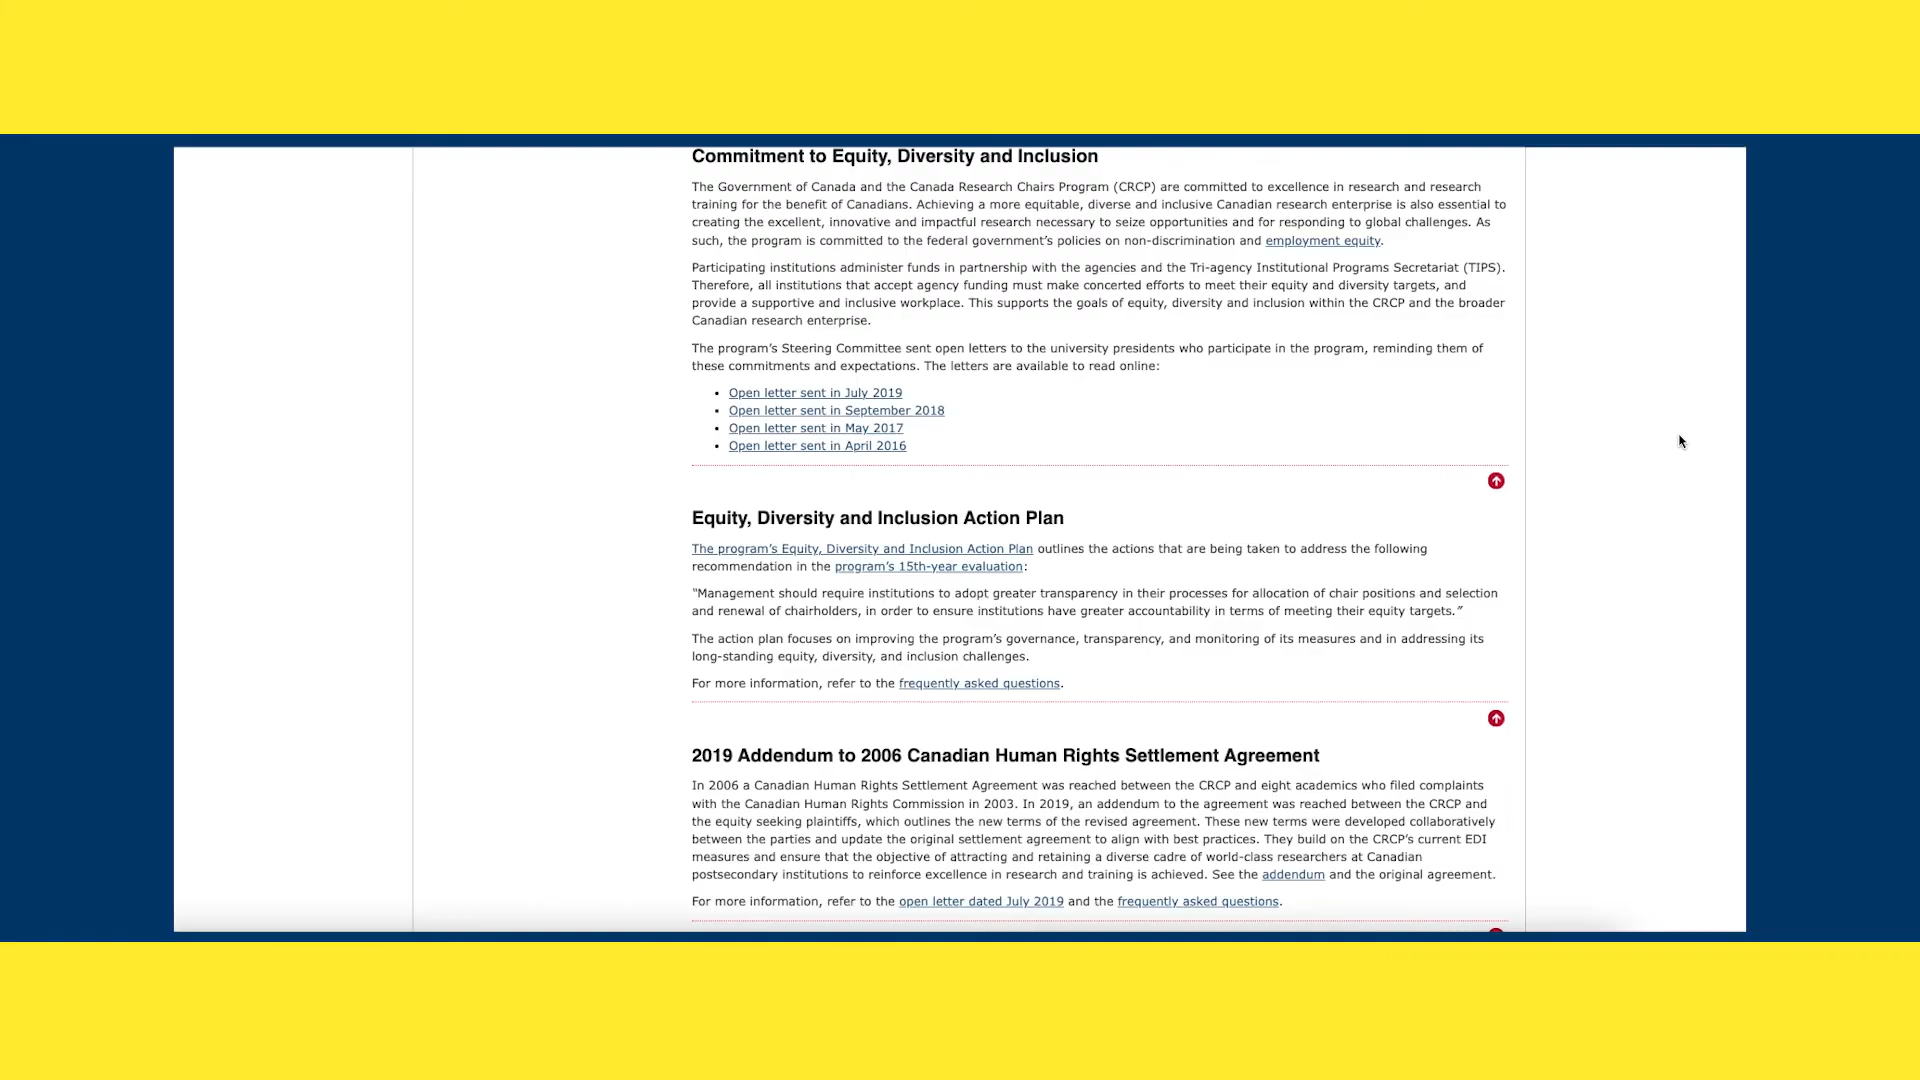 Commitment to Equity, Diversity and Inclusion
The Government of Canada and the Canada Research Chairs Program (CRCP) are committed to excellence in research and research
training for the benefit of Canadians. Achieving a more equitable, diverse and inclusive Canadian research enterprise is also essential to
creating the excellent, innovative and impactful research necessary to seize opportunities and for responding to global challenges. As
such, the program is committed to the federal government’s policies on non-discrimination and employment equity.
Participating institutions administer funds in partnership with the agencies and the Tri-agency Institutional Programs Secretariat (TIPS).
Therefore, all institutions that accept agency funding must make concerted efforts to meet their equity and diversity targets, and
provide a supportive and inclusive workplace. This supports the goals of equity, diversity and inclusion within the CRCP and the broader
Canadian research enterprise.
The program’s Steering Committee sent open letters to the university presidents who participate in the program, reminding them of
these commitments and expectations. The letters are available to read online:
• Open letter sent in July 2019
• Open letter sent in September 2018
• Open letter sent in May 2017
• Open letter sent in April 2016
Equity, Diversity and Inclusion Action Plan
The program’s Equity, Diversity and Inclusion Action Plan outlines the actions that are being taken to address the following
recommendation in the program’s 15th-year evaluation:
“Management should require institutions to adopt greater transparency in their processes for allocation of chair positions and selection
and renewal of chairholders, in order to ensure institutions have greater accountability in terms of meeting their equity targets.”
The action plan focuses on improving the program’s governance, transparency, and monitoring of its measures and in addressing its
long-standing equity, diversity, and inclusion challenges.
For more information, refer to the frequently asked questions.
2019 Addendum to 2006 Canadian Human Rights Settlement Agreement
In 2006 a Canadian Human Rights Settlement Agreement was reached between the CRCP and eight academics who filed complaints
with the Canadian Human Rights Commission in 2003. In 2019, an addendum to the agreement was reached between the CRCP and
the equity seeking plaintiffs, which outlines the new terms of the revised agreement. These new terms were developed collaboratively
between the parties and update the original settlement agreement to align with best practices. They build on the CRCP’s current EDI
measures and ensure that the objective of attracting and retaining a diverse cadre of world-class researchers at Canadian
postsecondary institutions to reinforce excellence in research and training is achieved. See the addendum and the original agreement.
For more information, refer to the open letter dated July 2019 and the frequently asked questions.